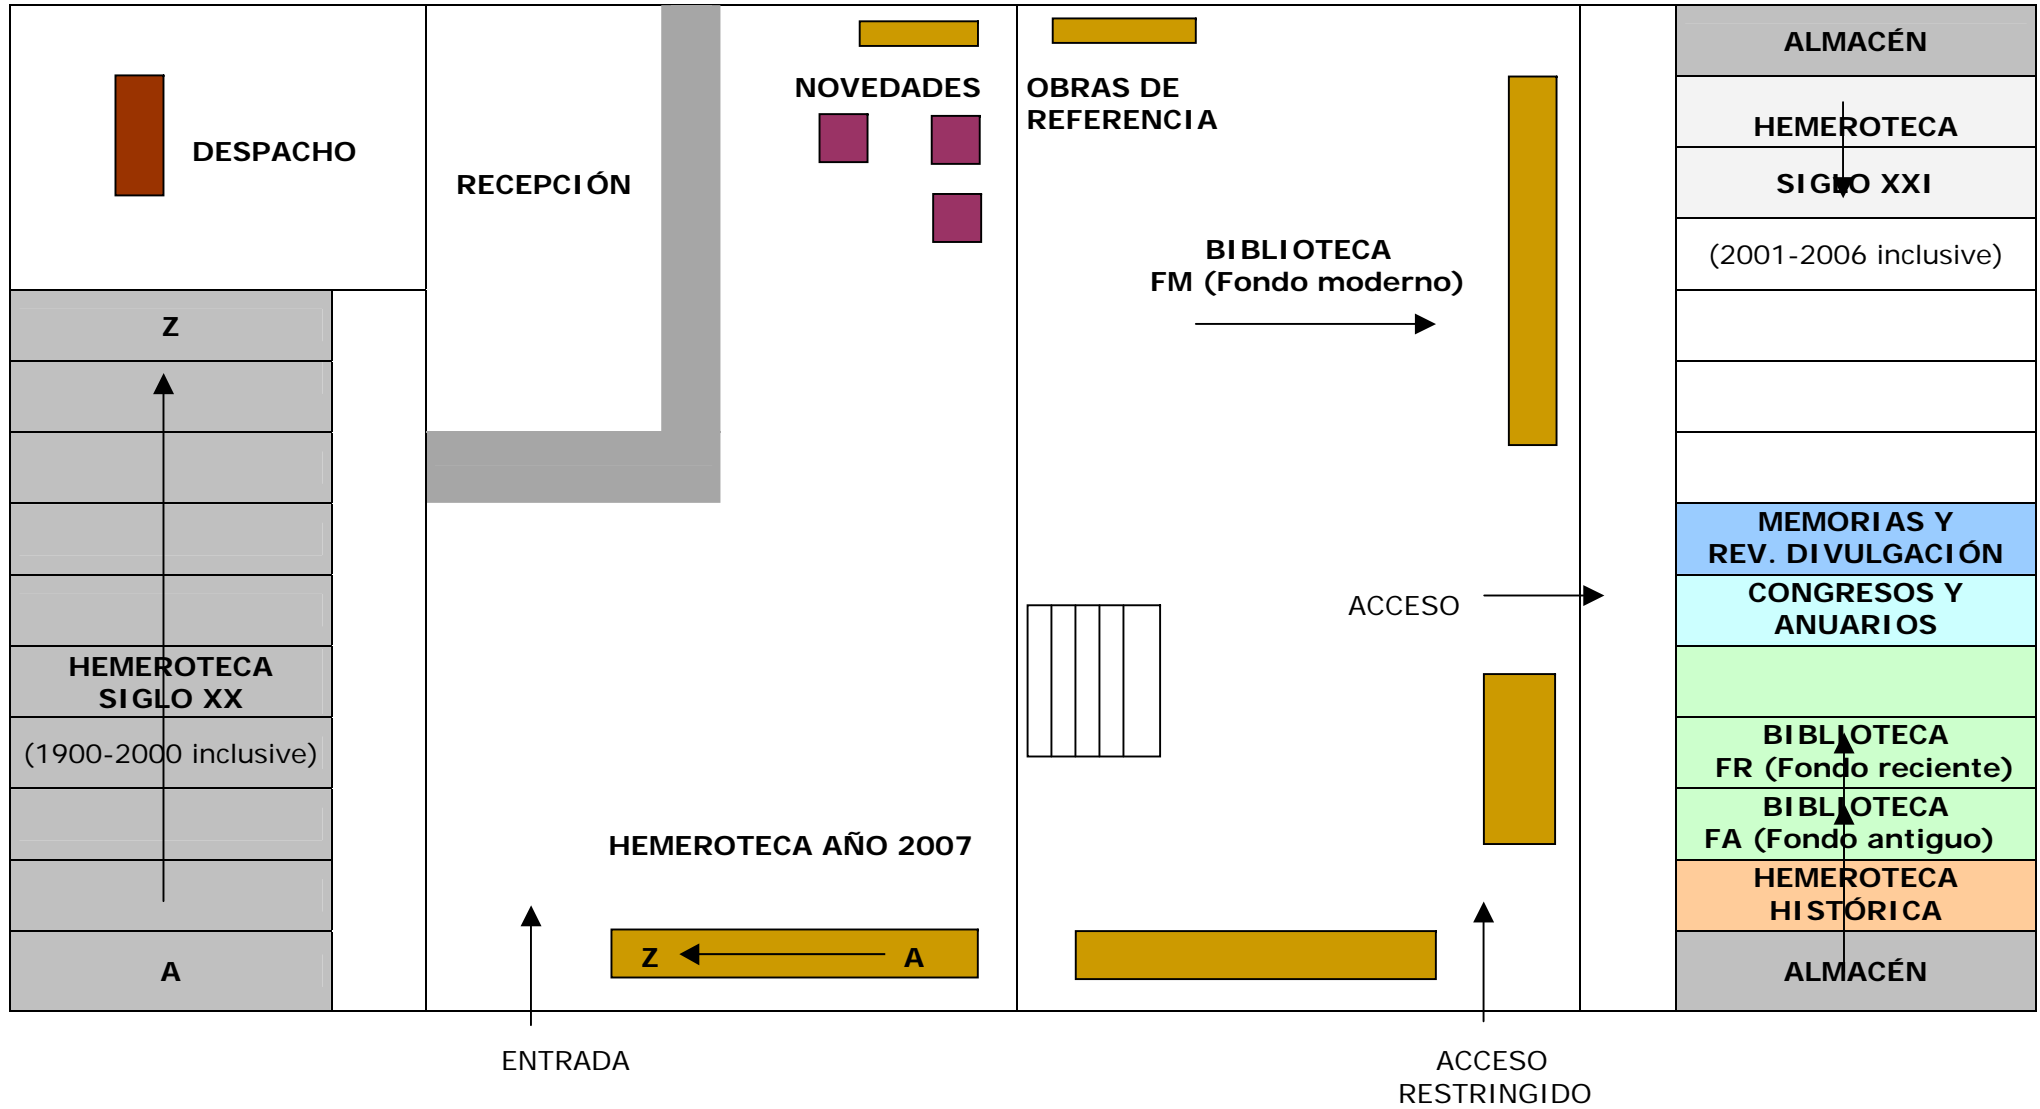 DESPACHO
RECEPCIÓN
NOVEDADES
OBRAS DE
REFERENCIA
BIBLIOTECA
FM (Fondo moderno)
ALMACÉN
HEMEROTECA
SIGLO XXI
(2001-2006 inclusive)
Z
HEMEROTECA
SIGLO XX
(1900-2000 inclusive)
A
HEMEROTECA AÑO 2007
Z
A
ACCESO
MEMORIAS Y
REV. DIVULGACIÓN
CONGRESOS Y
ANUARIOS
BIBLIOTECA
FR (Fondo reciente)
BIBLIOTECA
FA (Fondo antiguo)
HEMEROTECA
HISTÓRICA
ALMACÉN
ENTRADA
ACCESO
RESTRINGIDO